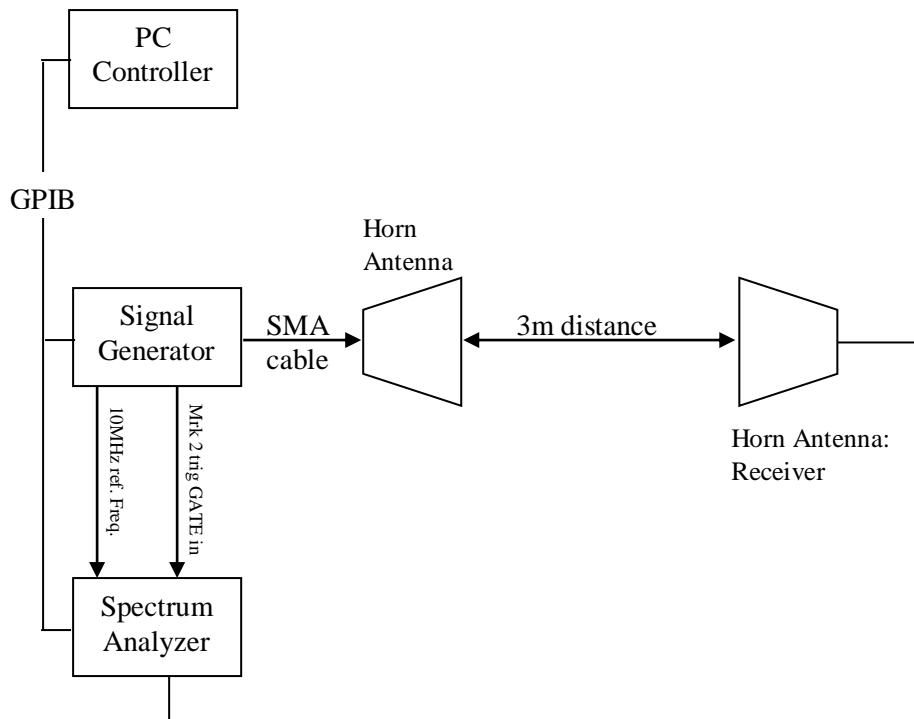 PC
Controller
GPIB
Horn
Antenna
Signal
Generator
SMA
cable
3m distance
Horn Antenna:
Receiver
10MHz ref. Freq.
Mrk 2 trig GATE in
Spectrum
Analyzer